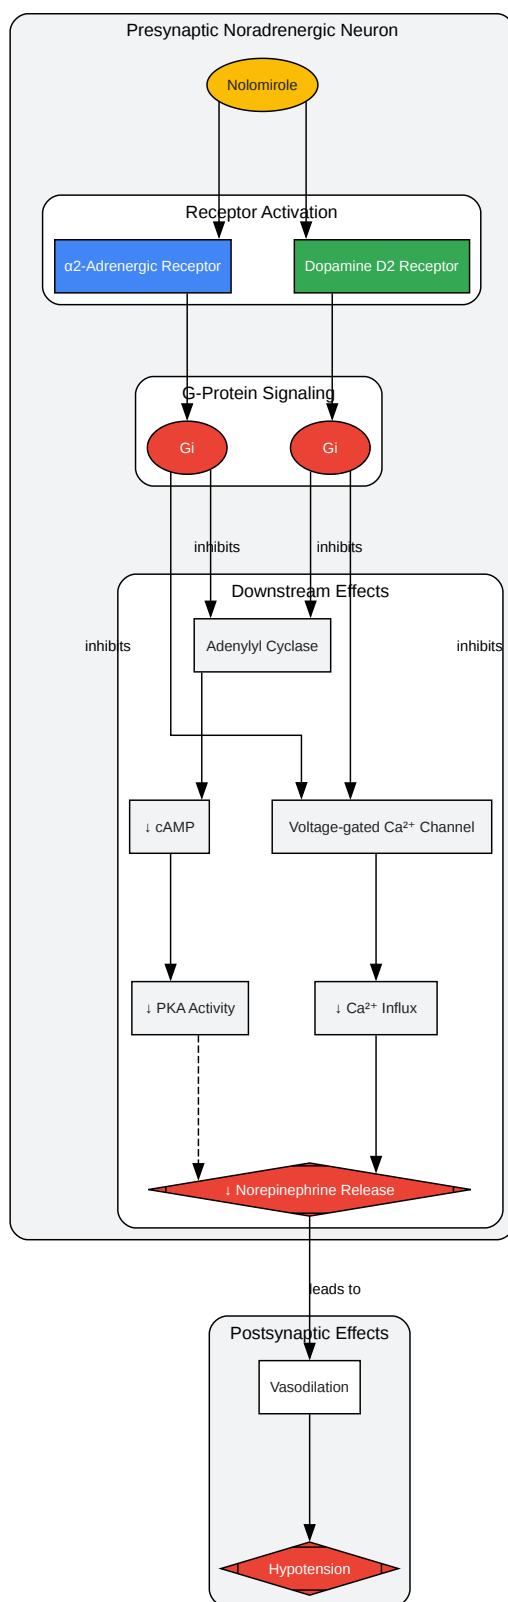 Presynaptic Noradrenergic Neuron
Nolomirole
Receptor Activation
α2-Adrenergic Receptor
Dopamine D2 Receptor
G-Protein Signaling
Gi
Gi
inhibits
inhibits
Downstream Effects
inhibits
Adenylyl Cyclase
inhibits
↓ cAMP
Voltage-gated Ca²⁺ Channel
↓ PKA Activity
↓ Ca²⁺ Influx
↓ Norepinephrine Release
leads to
Postsynaptic Effects
Vasodilation
Hypotension